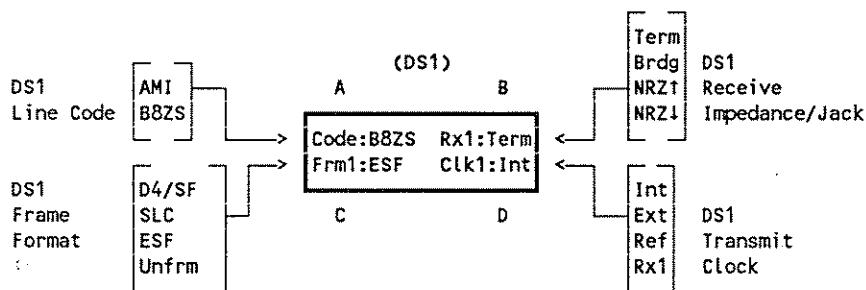 Term
(DS1) Brdg DS1
DS1 AMI A B NRZ↑ Receive
Line Code B8ZS NRZ↓ Impedance/Jack
Code:B8ZS Rx1:Term
Frm1:ESF Clk1:Int
DS1 D4/SF Int
Frame SLC C D Ext DS1
Format ESF Ref Transmit
Unfrm Rx1 Clock